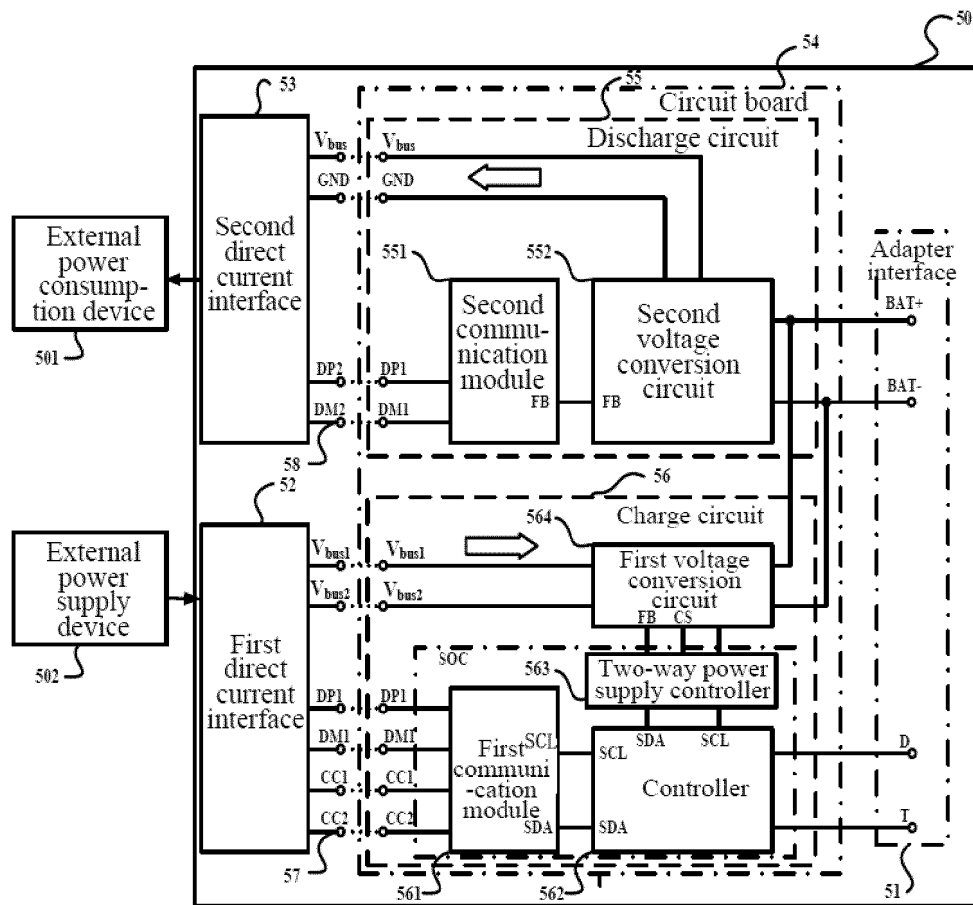 50
54
55
53
Circuit board
Discharge circuit
Vbus
Vbus
GND
GND
External
power
consump-
tion device
501
Second
direct
current
interface
551
552
Second
commu-
nication
module
FB
FB
Second
voltage
conversion
circuit
Adapter
interface
BAT+
BAT-
DP2
DP1
DM2
DM1
58
52
56
Charge circuit
564
External
power
supply
device
502
Vbus1
Vbus1
Vbus2
Vbus2
First voltage
conversion
circuit
FB
CS
First
direct
current
interface
SOC
563
Two-way power
supply controller
DP1
DP1
DM1
DM1
CC1
CC1
CC2
CC2
57
SCL
First
communi
-cation
module
SDA
SDA
SCL
SCL
Controller
SDA
D
T
561
562
51